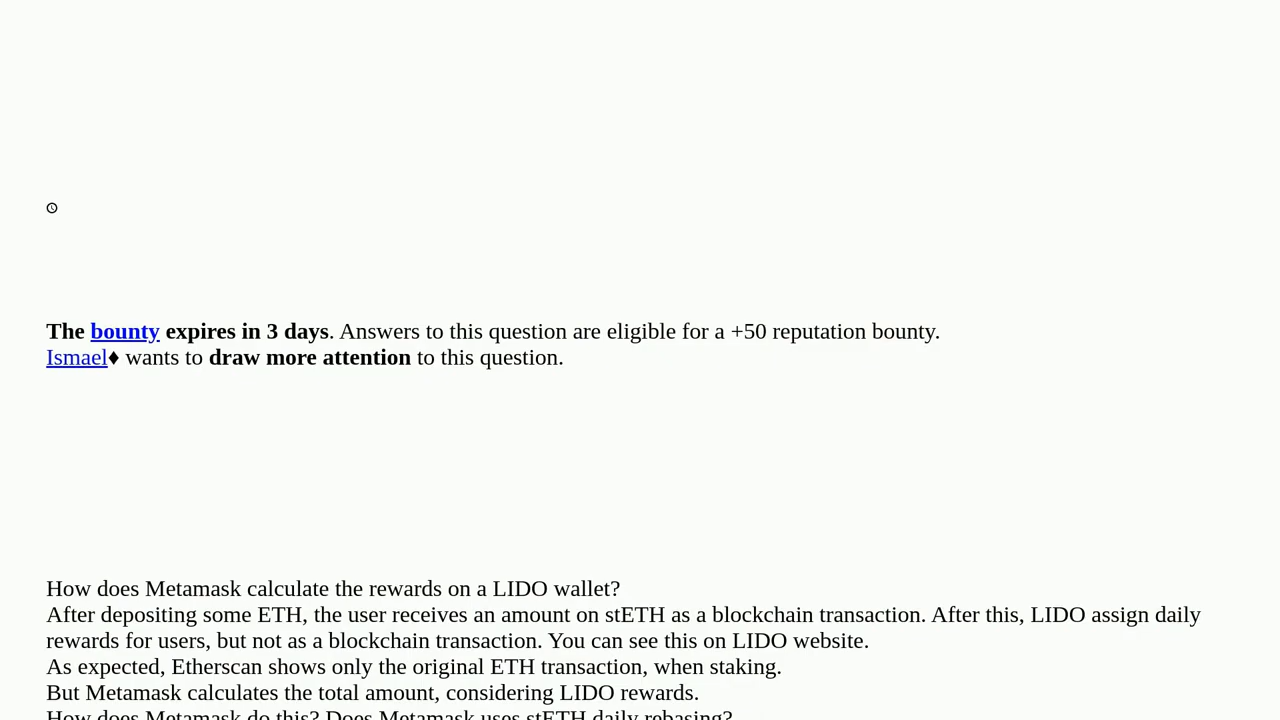 The bounty expires in 3 days. Answers to this question are eligible for a +50 reputation bounty.
Ismael♦ wants to draw more attention to this question.
How does Metamask calculate the rewards on a LIDO wallet?
After depositing some ETH, the user receives an amount on stETH as a blockchain transaction. After this, LIDO assign daily
rewards for users, but not as a blockchain transaction. You can see this on LIDO website.
As expected, Etherscan shows only the original ETH transaction, when staking.
But Metamask calculates the total amount, considering LIDO rewards.
How does Metamask do this? Does Metamask uses stETH daily rebasing?